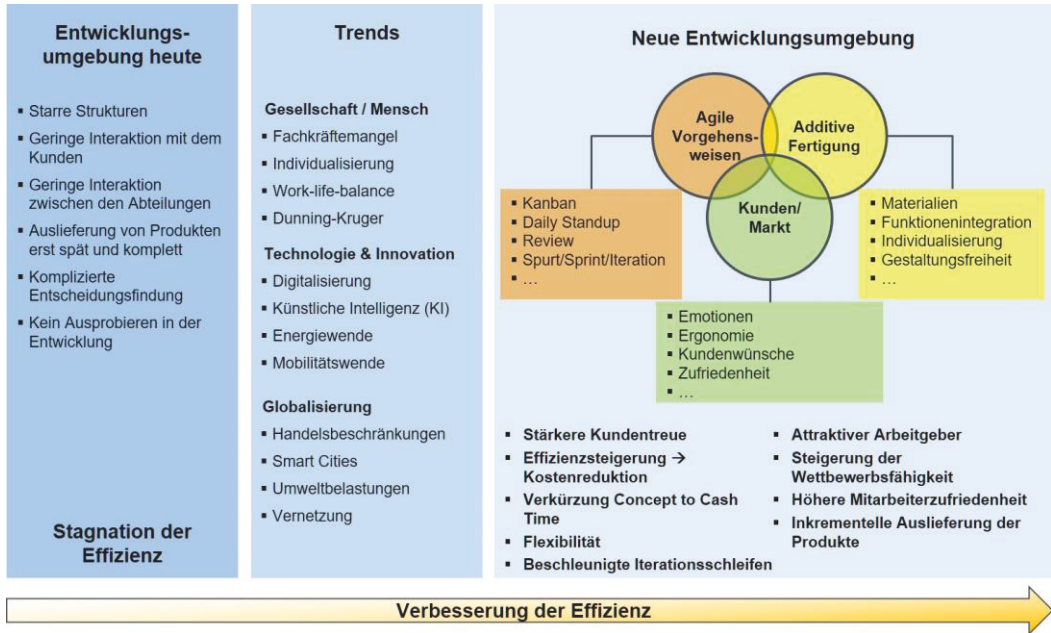 Entwicklungs-
umgebung heute
▪ Starre Strukturen
▪ Geringe Interaktion mit dem
Kunden
▪ Geringe Interaktion
zwischen den Abteilungen
▪ Auslieferung von Produkten
erst spät und komplett
▪ Komplizierte
Entscheidungsfindung
▪ Kein Ausprobieren in der
Entwicklung
Stagnation der
Effizienz
Trends
Gesellschaft / Mensch
▪ Fachkräftemangel
▪ Individualisierung
▪ Work-life-balance
▪ Dunning-Kruger
Technologie & Innovation
▪ Digitalisierung
▪ Künstliche Intelligenz (KI)
▪ Energiewende
▪ Mobilitätswende
Globalisierung
▪ Handelsbeschränkungen
▪ Smart Cities
▪ Umweltbelastungen
▪ Vernetzung
Neue Entwicklungsumgebung
Agile
Vorgehens-
weisen
Additive
Fertigung
Kunden/
Markt
▪ Kanban
▪ Daily Standup
▪ Review
▪ Spurt/Sprint/Iteration
▪ …
▪ Materialien
▪ Funktionenintegration
▪ Individualisierung
▪ Gestaltungsfreiheit
▪ …
▪ Emotionen
▪ Ergonomie
▪ Kundenwünsche
▪ Zufriedenheit
▪ …
▪ Stärkere Kundentreue
▪ Effizienzsteigerung →
Kostenreduktion
▪ Verkürzung Concept to Cash
Time
▪ Flexibilität
▪ Beschleunigte Iterationsschleifen
▪ Attraktiver Arbeitgeber
▪ Steigerung der
Wettbewerbsfähigkeit
▪ Höhere Mitarbeiterzufriedenheit
▪ Inkrementelle Auslieferung der
Produkte
Verbesserung der Effizienz